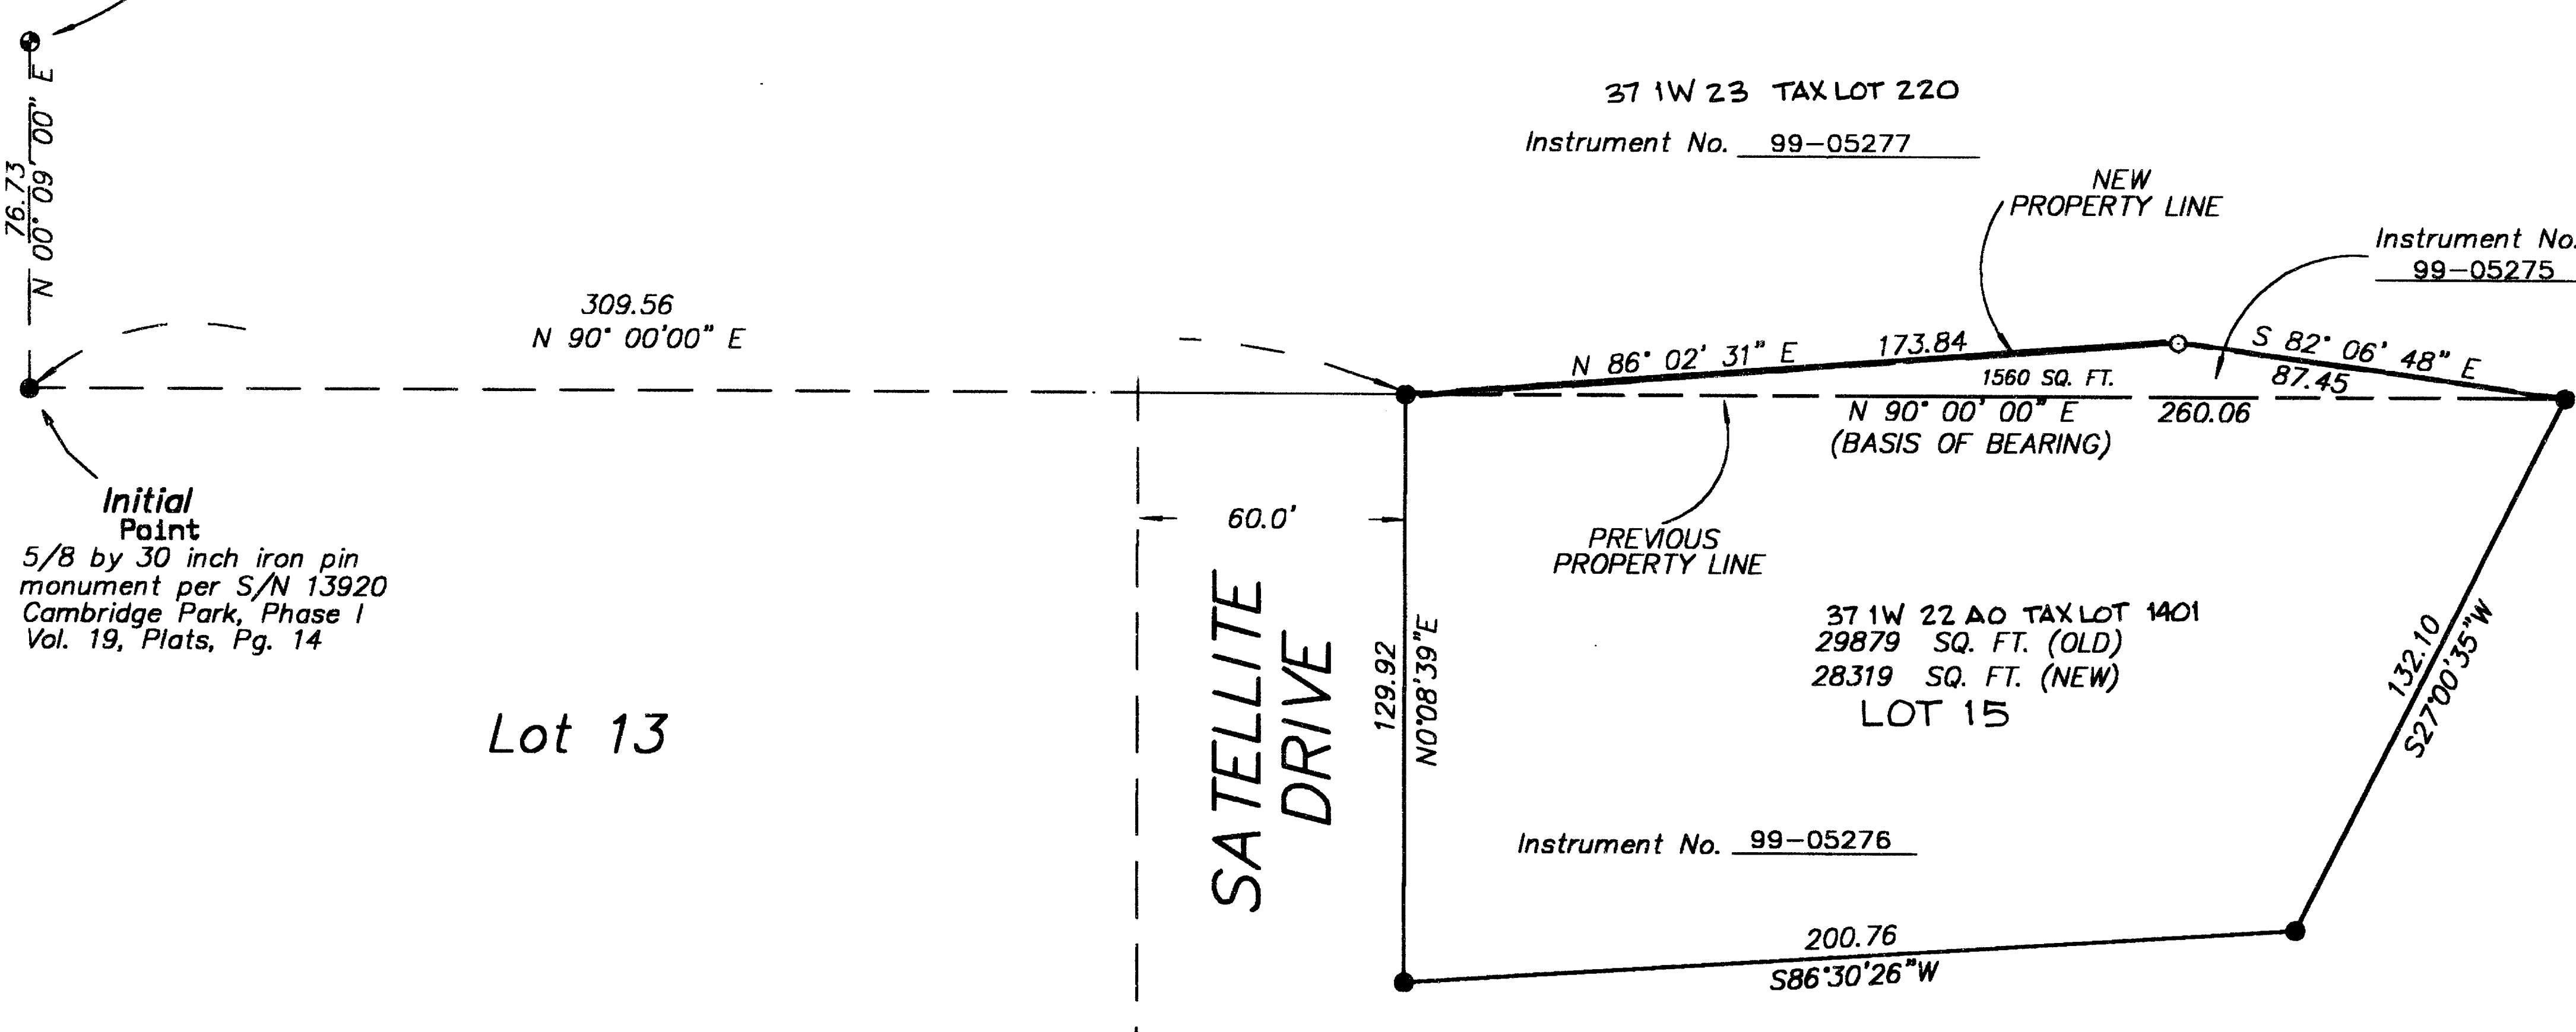 37 1W 23 TAX LOT 220
Instrument No. 99-05277
NEW
PROPERTY LINE
Instrument No.
99-05275
76.73
N 00° 09' 00" E
309.56
N 90° 00'00" E
N 86° 02' 31" E 173.84
S 82° 06' 48" E
87.45
1560 SQ. FT.
N 90° 00' 00" E 260.06
(BASIS OF BEARING)
Initial
Point
5/8 by 30 inch iron pin
monument per S/N 13920
Cambridge Park, Phase I
Vol. 19, Plats, Pg. 14
60.0'
PREVIOUS
PROPERTY LINE
SATELLITE
DRIVE
129.92
N0°08'39"E
37 1W 22 AO TAX LOT 1401
29879 SQ. FT. (OLD)
28319 SQ. FT. (NEW)
LOT 15
132.10
S27°00'35"W
Lot 13
Instrument No. 99-05276
200.76
S86°30'26"W